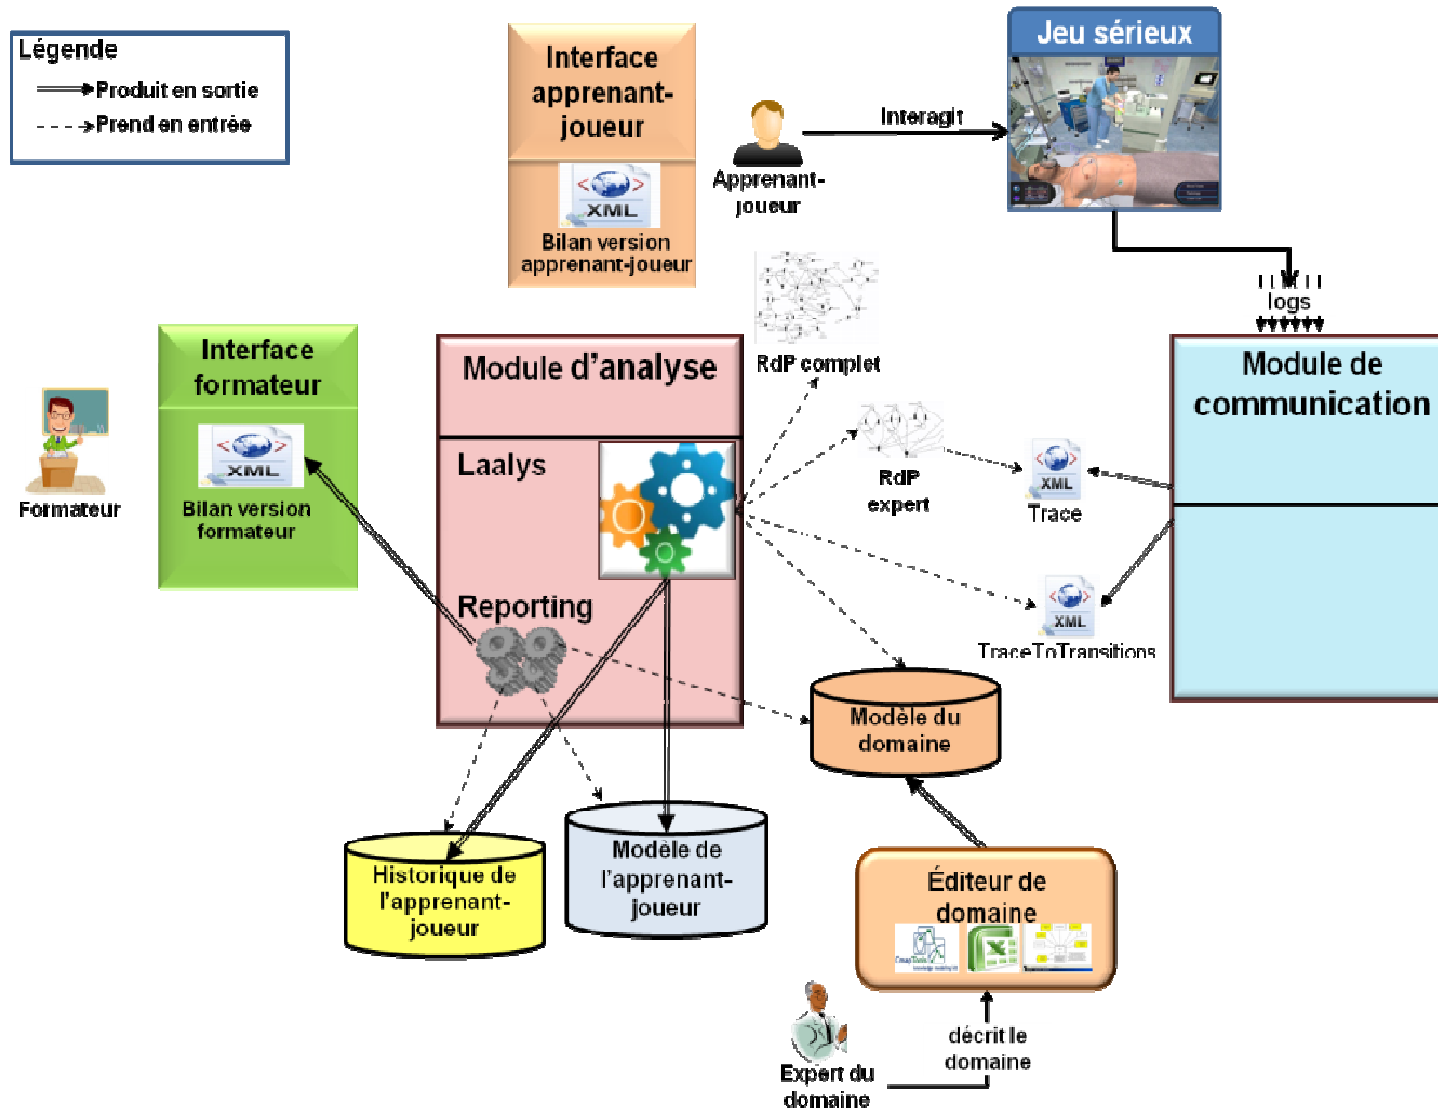 Légende
Produit en sortie
Prend en entrée
Interface
apprenant-
joueur
XML
Bilan version
apprenant-joueur
Apprenant-
joueur
Interagit
Jeu sérieux
logs
Interface
formateur
XML
Bilan version
formateur
Formateur
Module d'analyse
Laalys
Reporting
RdP complet
RdP
expert
XML
Trace
XML
TraceToTransitions
Module de
communication
Modèle du
domaine
Historique de
l'apprenant-
joueur
Modèle de
l'apprenant-
joueur
Éditeur de
domaine
Expert du
domaine
décrit le
domaine